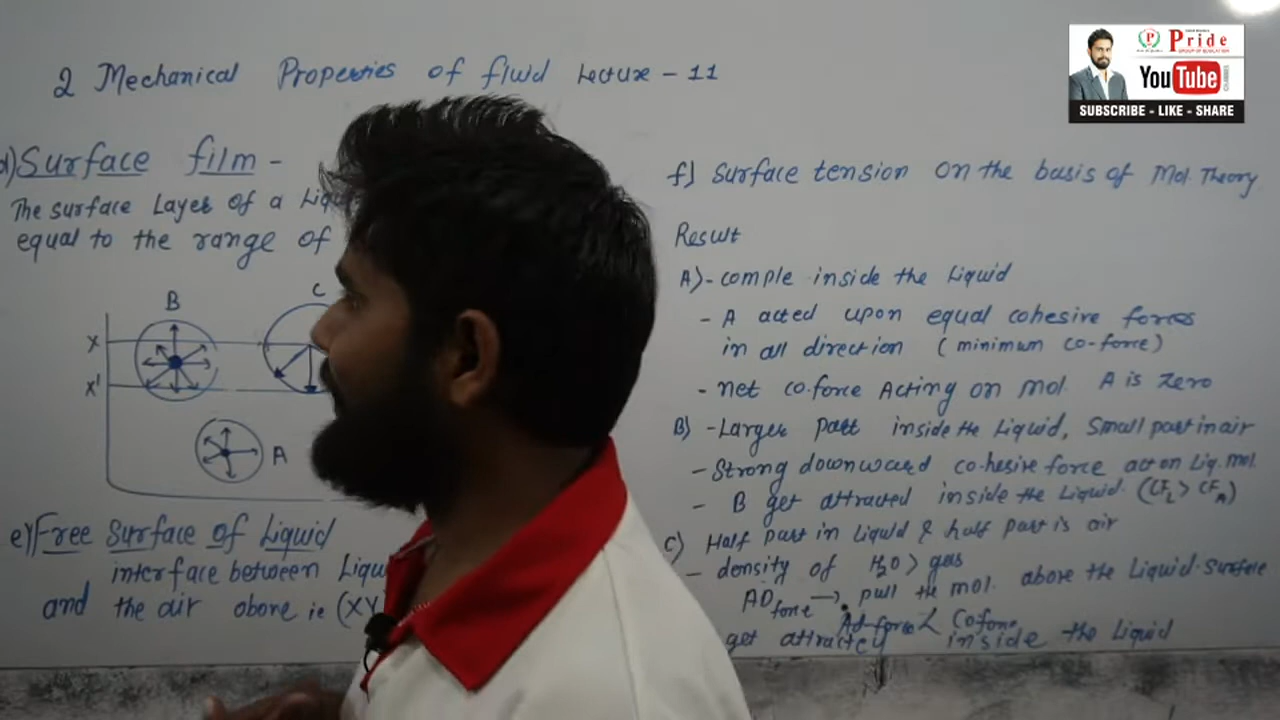 2 Mechanical Properties of fluid Lecture - 11
d) Surface film -
The surface Layer of a Liqu
equal to the range of
B
C
X
X'
A
e) Free Surface of Liquid
interface between Liqu
and the air above ie (XY
f) Surface tension on the basis of Mol. Theory
Result
A) - comple inside the Liquid
- A acted upon equal cohesive forces
in all direction (minimum co-force)
- net co.force Acting on mol. A is Zero
B) - Larger part inside the Liquid, Small part in air
- Strong downward co-hesive force act on Liq. mol.
- B get attracted inside the Liquid. (CFL > CFA)
C) Half part in Liquid & half part is air
- density of H2O > gas
AD force → pull the mol. above the Liquid-Surface
Ad force < Coforce
get attracted inside the Liquid
Pride
GROUP OF EDUCATION
YouTube
CHANNEL
SUBSCRIBE - LIKE - SHARE